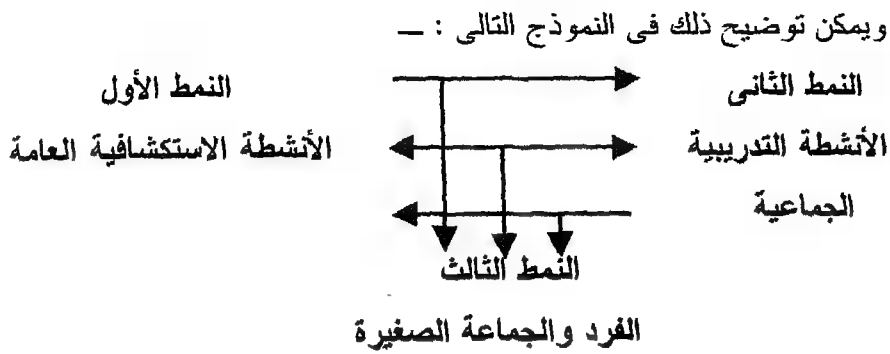 ويمكن توضيح ذلك فى النموذج التالى : ــ
النمط الثانى
النمط الأول
الأنشطة التدريبية
الأنشطة الاستكشافية العامة
الجماعية
النمط الثالث
الفرد والجماعة الصغيرة